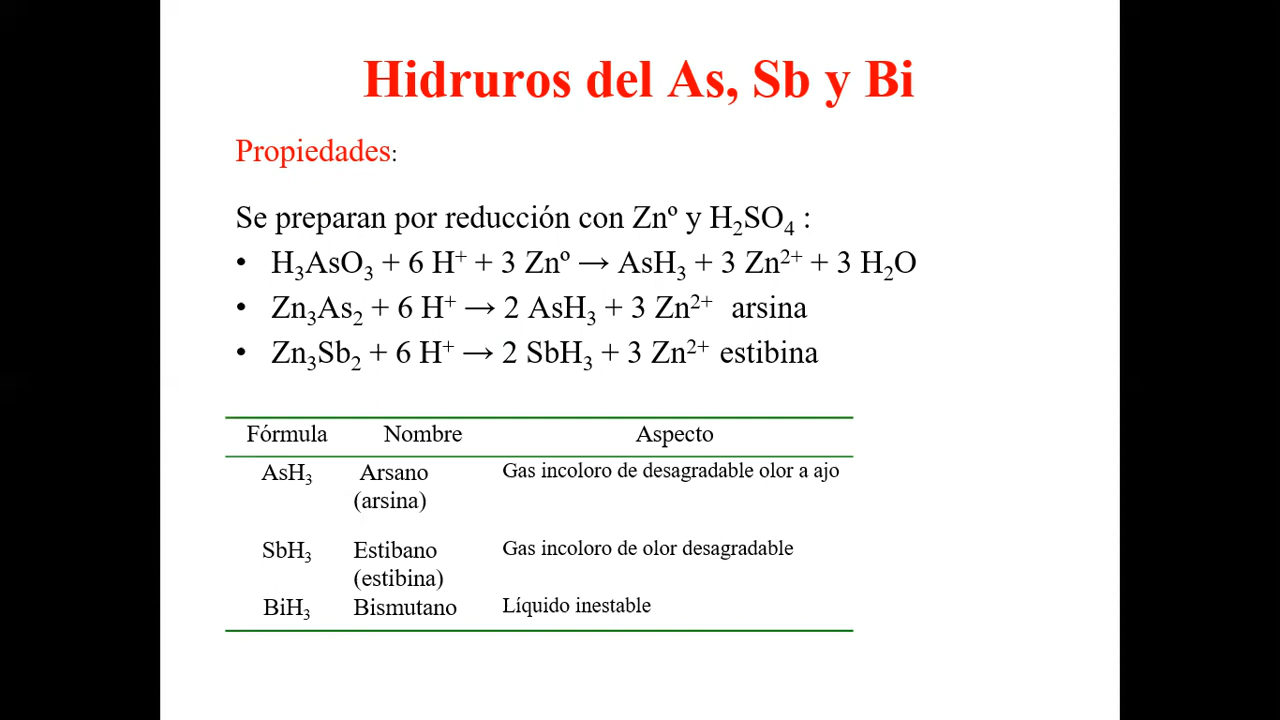 Hidruros del As, Sb y Bi
Propiedades:
Se preparan por reducción con Znº y H₂SO₄ :
• H₃AsO₃ + 6 H⁺ + 3 Znº → AsH₃ + 3 Zn²⁺ + 3 H₂O
• Zn₃As₂ + 6 H⁺ → 2 AsH₃ + 3 Zn²⁺ arsina
• Zn₃Sb₂ + 6 H⁺ → 2 SbH₃ + 3 Zn²⁺ estibina
Fórmula Nombre Aspecto
AsH₃ Arsano Gas incoloro de desagradable olor a ajo
(arsina)
SbH₃ Estibano Gas incoloro de olor desagradable
(estibina)
BiH₃ Bismutano Líquido inestable